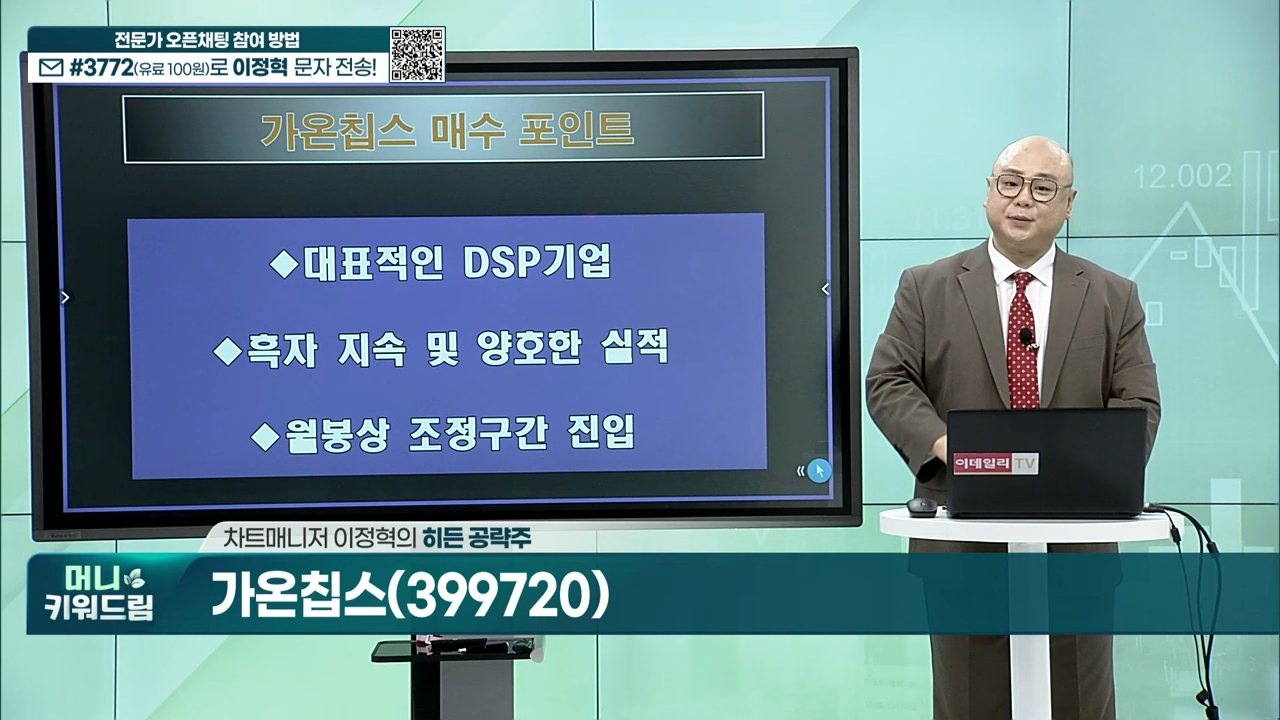 전문가 오픈채팅 참여 방법
#3772(유료 100원)로 이정혁 문자 전송!
가온칩스 매수 포인트
◆대표적인 DSP기업
◆흑자 지속 및 양호한 실적
◆월봉상 조정구간 진입
12.002
이데일리 TV
차트매니저 이정혁의 히든 공략주
머니
키워드림
가온칩스(399720)